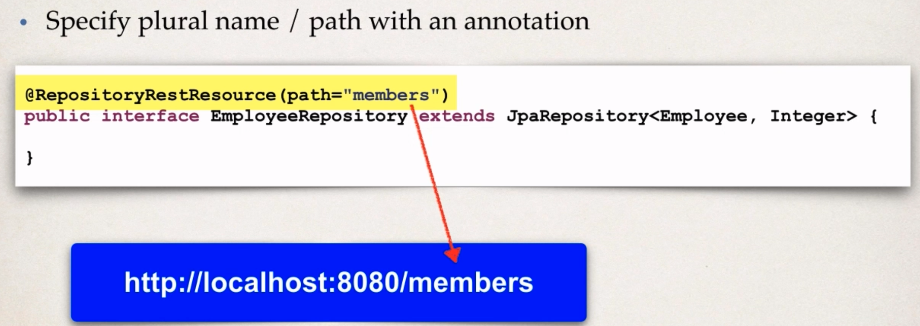 • Specify plural name / path with an annotation
@RepositoryRestResource(path="members")
public interface EmployeeRepository extends JpaRepository<Employee, Integer> {
}
http://localhost:8080/members